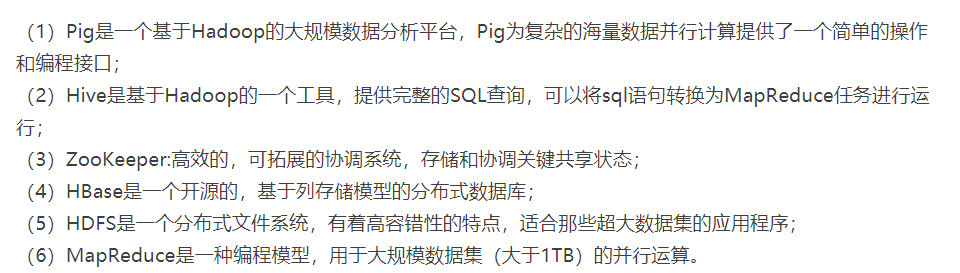 （1）Pig是一个基于Hadoop的大规模数据分析平台，Pig为复杂的海量数据并行计算提供了一个简单的操作
和编程接口；
（2）Hive是基于Hadoop的一个工具，提供完整的SQL查询，可以将sql语句转换为MapReduce任务进行运
行；
（3）ZooKeeper:高效的，可拓展的协调系统，存储和协调关键共享状态；
（4）HBase是一个开源的，基于列存储模型的分布式数据库；
（5）HDFS是一个分布式文件系统，有着高容错性的特点，适合那些超大数据集的应用程序；
（6）MapReduce是一种编程模型，用于大规模数据集（大于1TB）的并行运算。